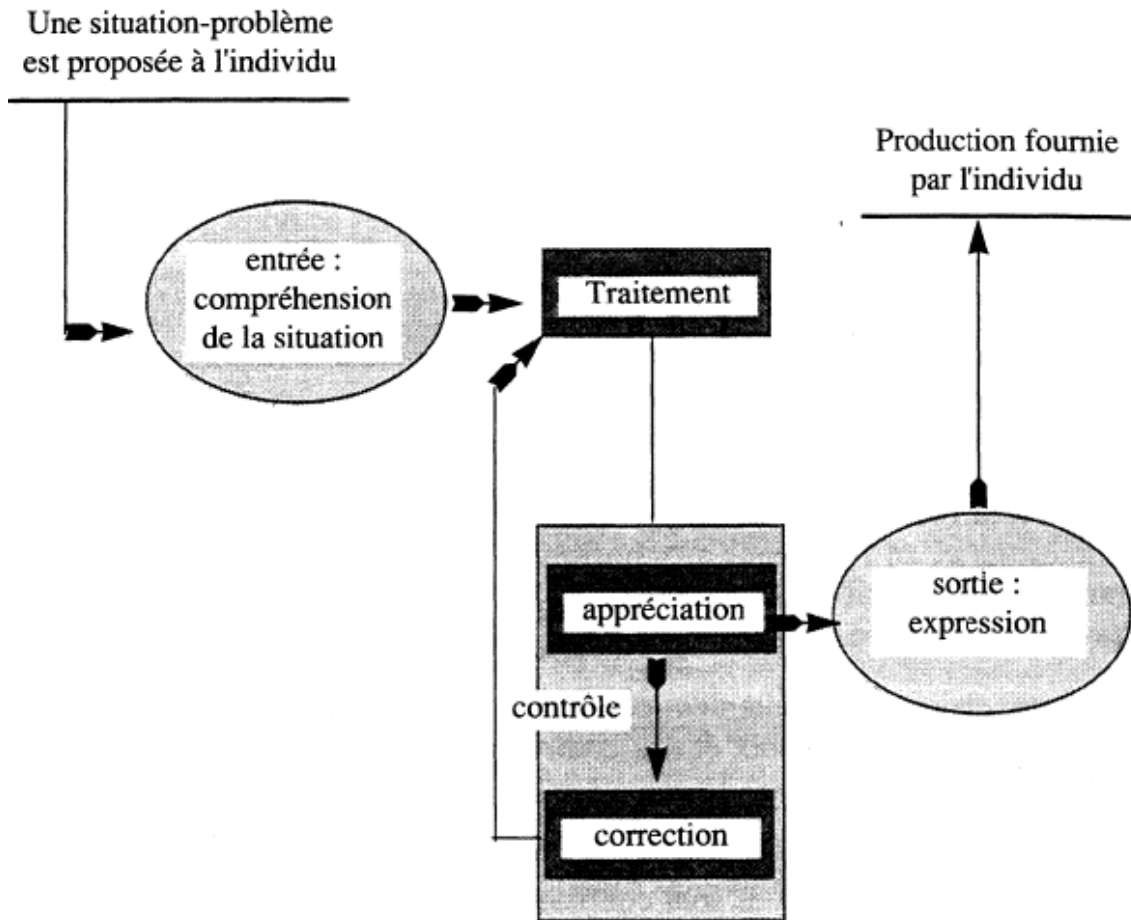 Une situation-problème
est proposée à l'individu
Production fournie
par l'individu
entrée :
compréhension
de la situation
Traitement
appréciation
sortie :
expression
contrôle
correction